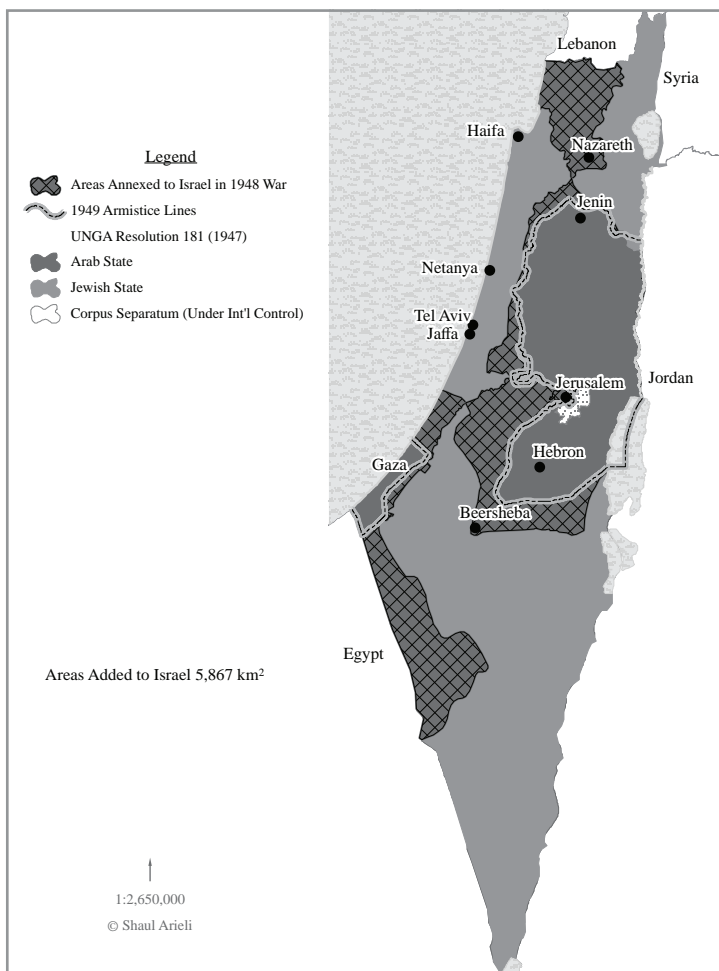 Lebanon
Syria
Haifa
Nazareth
Legend
Areas Annexed to Israel in 1948 War
1949 Armistice Lines
UNGA Resolution 181 (1947)
Arab State
Jewish State
Corpus Separatum (Under Int'l Control)
Jenin
Netanya
Tel Aviv
Jaffa
Jerusalem
Jordan
Hebron
Gaza
Beersheba
Egypt
Areas Added to Israel 5,867 km²
1:2,650,000
© Shaul Arieli